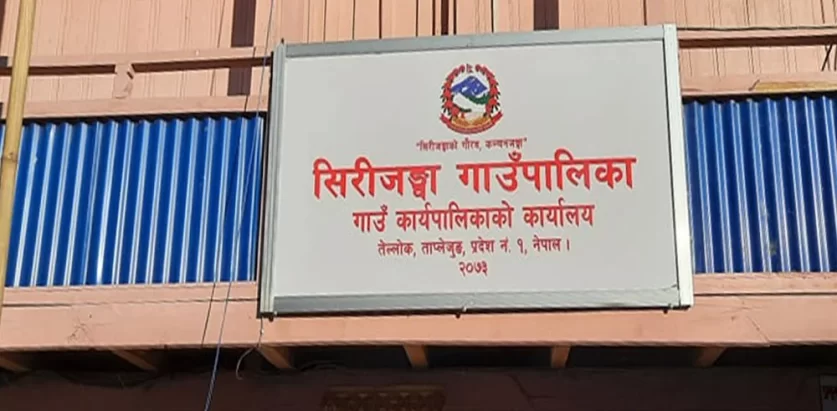 "सिरीजङ्घाको गौरव, कञ्चनजङ्घा"
सिरीजङ्घा गाउँपालिका
गाउँ कार्यपालिकाको कार्यालय
तेल्लोक, ताप्लेजुङ, प्रदेश नं. १, नेपाल ।
२०७३